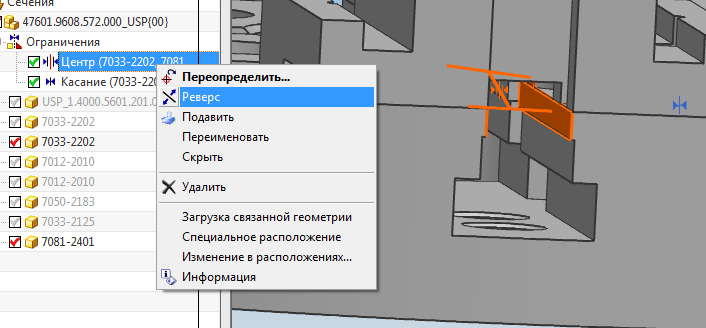 Сечения
47601.9608.572.000_USP{00}
Ограничения
Центр (7033-2202, 7081
Касание (7033-220
USP_1.4000.5601.201.0
7033-2202
7033-2202
7012-2010
7012-2010
7050-2183
7033-2125
7081-2401
Переопределить...
Реверс
Подавить
Переименовать
Скрыть
Удалить
Загрузка связанной геометрии
Специальное расположение
Изменение в расположениях...
Информация